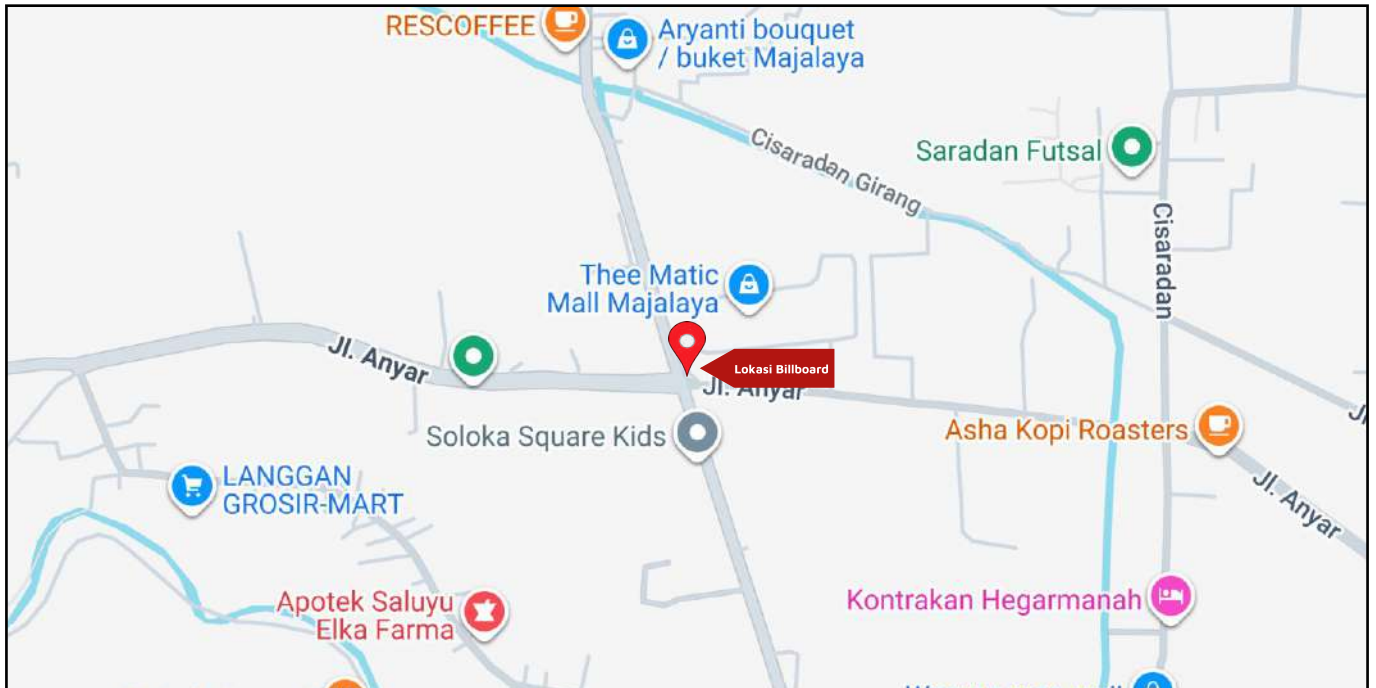 RESCOFFEE
Aryanti bouquet
/ buket Majalaya
Cisaradan Girang
Saradan Futsal
Cisaradan
Thee Matic
Mall Majalaya
Jl. Anyar
Lokasi Billboard
Jl. Anyar
Soloka Square Kids
Asha Kopi Roasters
LANGGAN
GROSIR-MART
Jl. Anyar
Apotek Saluyu
Elka Farma
Kontrakan Hegarmanah